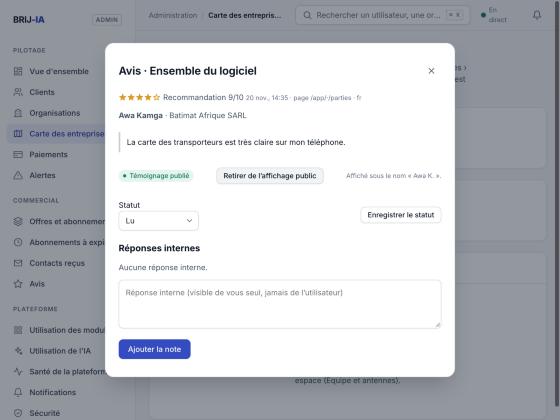 BRIJ-IA
ADMIN
Administration
Carte des entrepris...
Rechercher un utilisateur, une or...
⌘ K
En direct
PILOTAGE
Vue d'ensemble
Clients
Organisations
Carte des entreprise
Paiements
Alertes
COMMERCIAL
Offres et abonnemer
Abonnements à expi
Contacts reçus
Avis
PLATEFORME
Utilisation des modul
Utilisation de l'IA
Santé de la plateform
Notifications
Sécurité
Avis · Ensemble du logiciel
Recommandation 9/10 20 nov., 14:35 · page /app/·/parties · fr
Awa Kamga · Batimat Afrique SARL
La carte des transporteurs est très claire sur mon téléphone.
Témoignage publié
Retirer de l'affichage public
Affiché sous le nom « Awa K. ».
Statut
Lu
Enregistrer le statut
Réponses internes
Aucune réponse interne.
Réponse interne (visible de vous seul, jamais de l'utilisateur)
Ajouter la note
espace (Équipe et antennes).